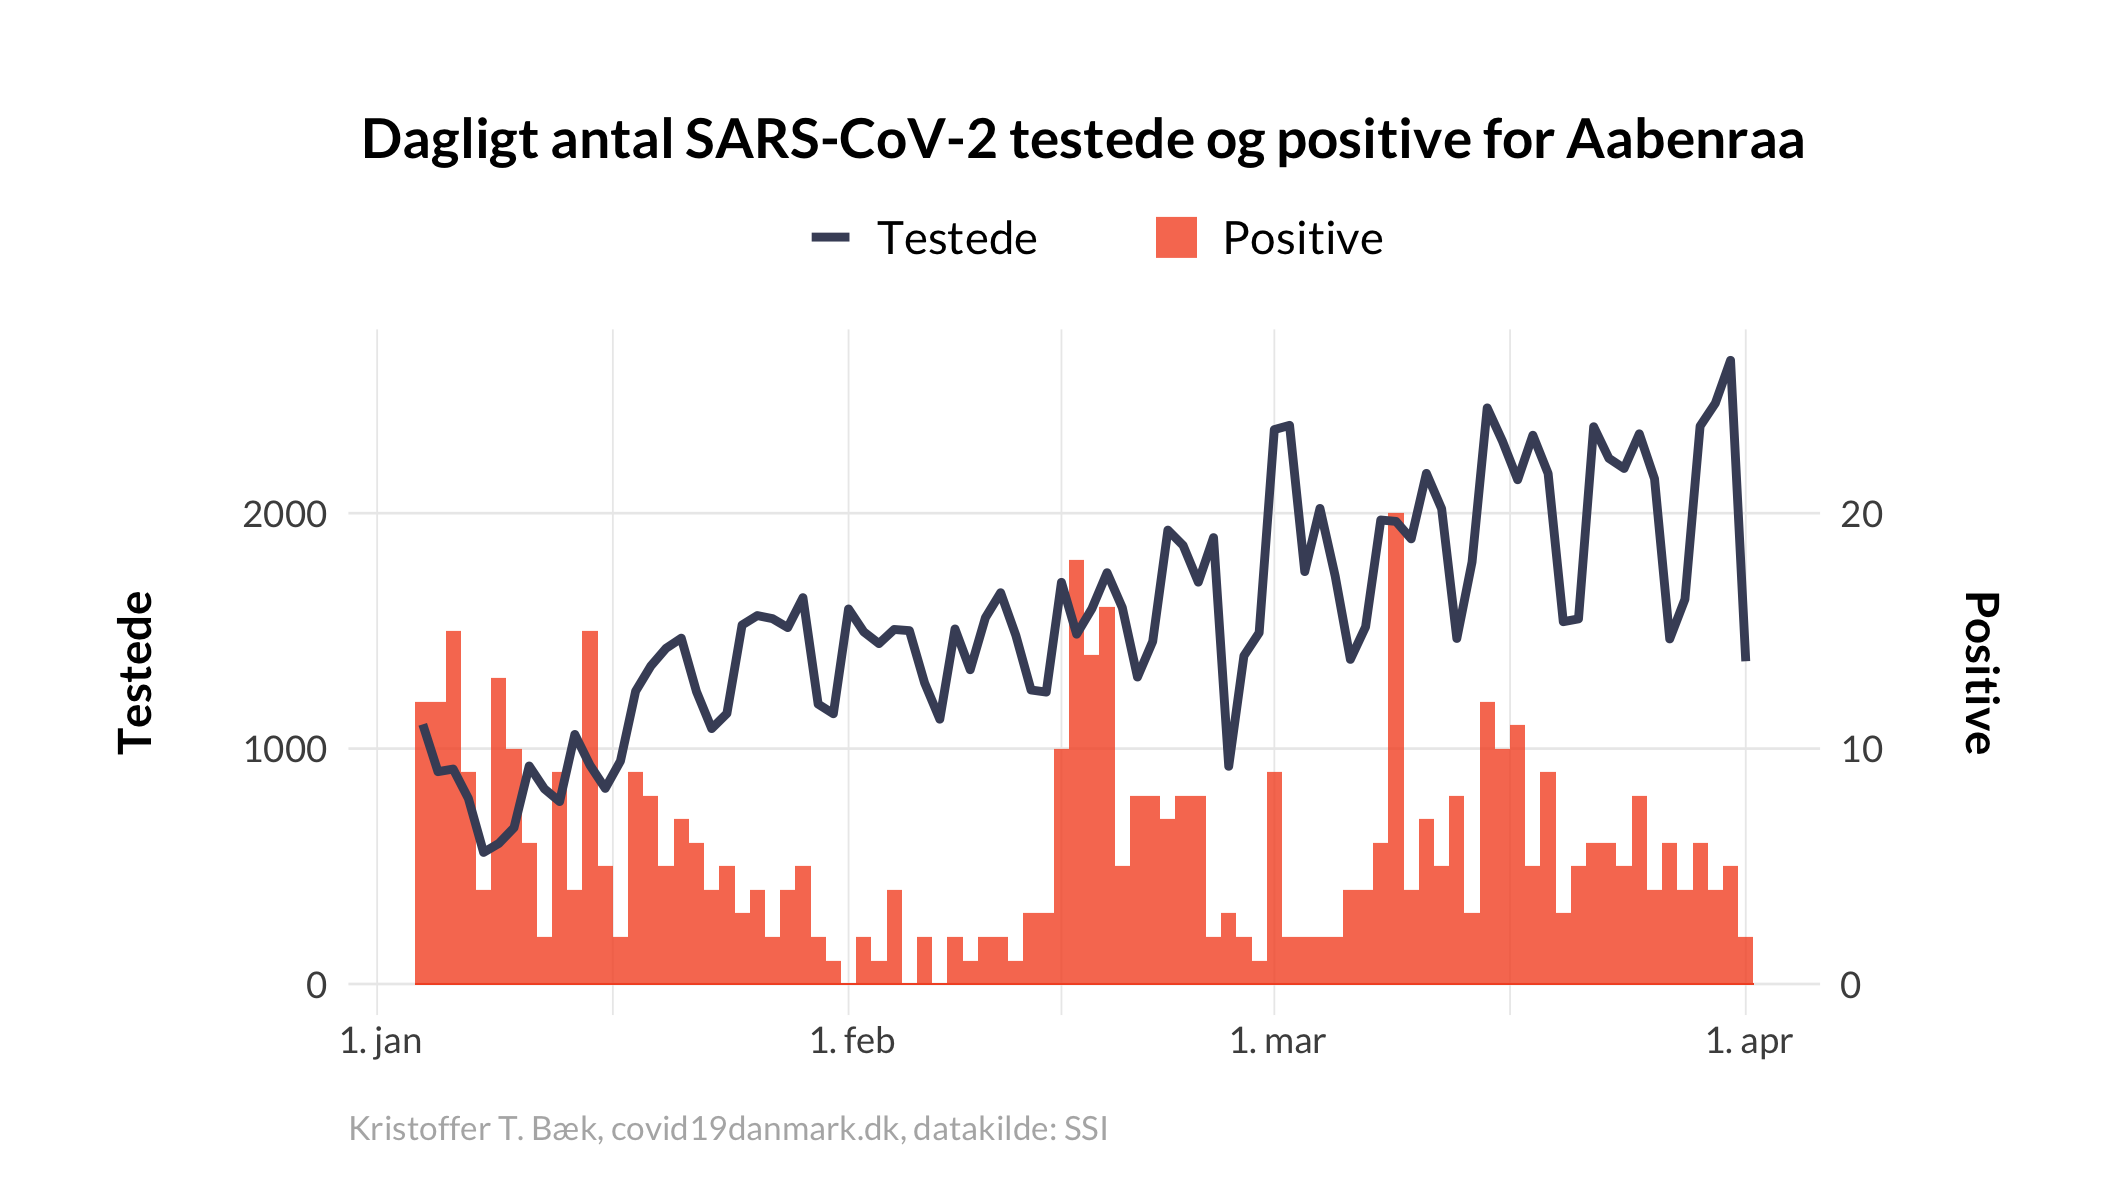 Dagligt antal SARS-CoV-2 testede og positive for Aabenraa
Testede
Positive
2000
1000
0
Testede
20
10
0
Positive
1. jan
1. feb
1. mar
1. apr
Kristoffer T. Bæk, covid19danmark.dk, datakilde: SSI